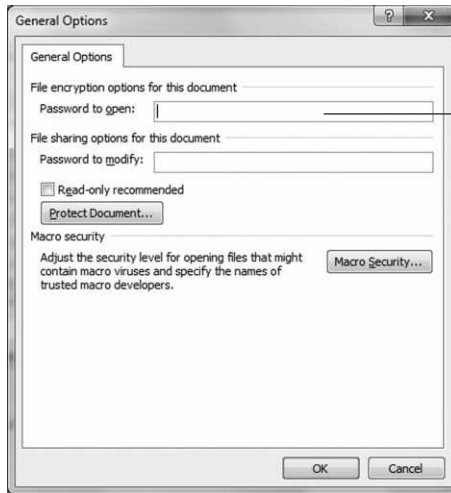 General Options
General Options
File encryption options for this document
Password to open:
File sharing options for this document
Password to modify:
Read-only recommended
Protect Document...
Macro security
Adjust the security level for opening files that might
contain macro viruses and specify the names of
trusted macro developers.
Macro Security...
OK
Cancel